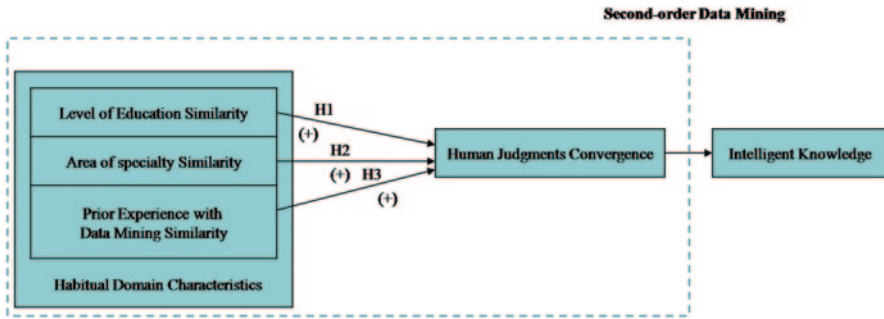 Second-order Data Mining
Level of Education Similarity
H1
(+)
Area of specialty Similarity
H2
(+)
H3
(+)
Prior Experience with
Data Mining Similarity
Habitual Domain Characteristics
Human Judgments Convergence
Intelligent Knowledge